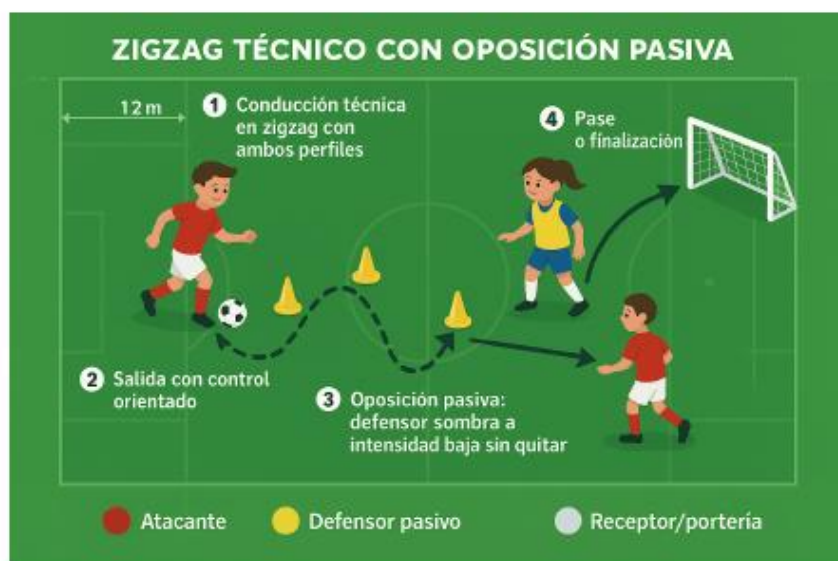 ZIGZAG TÉCNICO CON OPOSICIÓN PASIVA
12 m
1 Conducción técnica
en zigzag con
ambos perfiles
4 Pase
o finalización
2 Salida con control
orientado
3 Oposición pasiva:
defensor sombra a
intensidad baja sin quitar
Atacante
Defensor pasivo
Receptor/portería